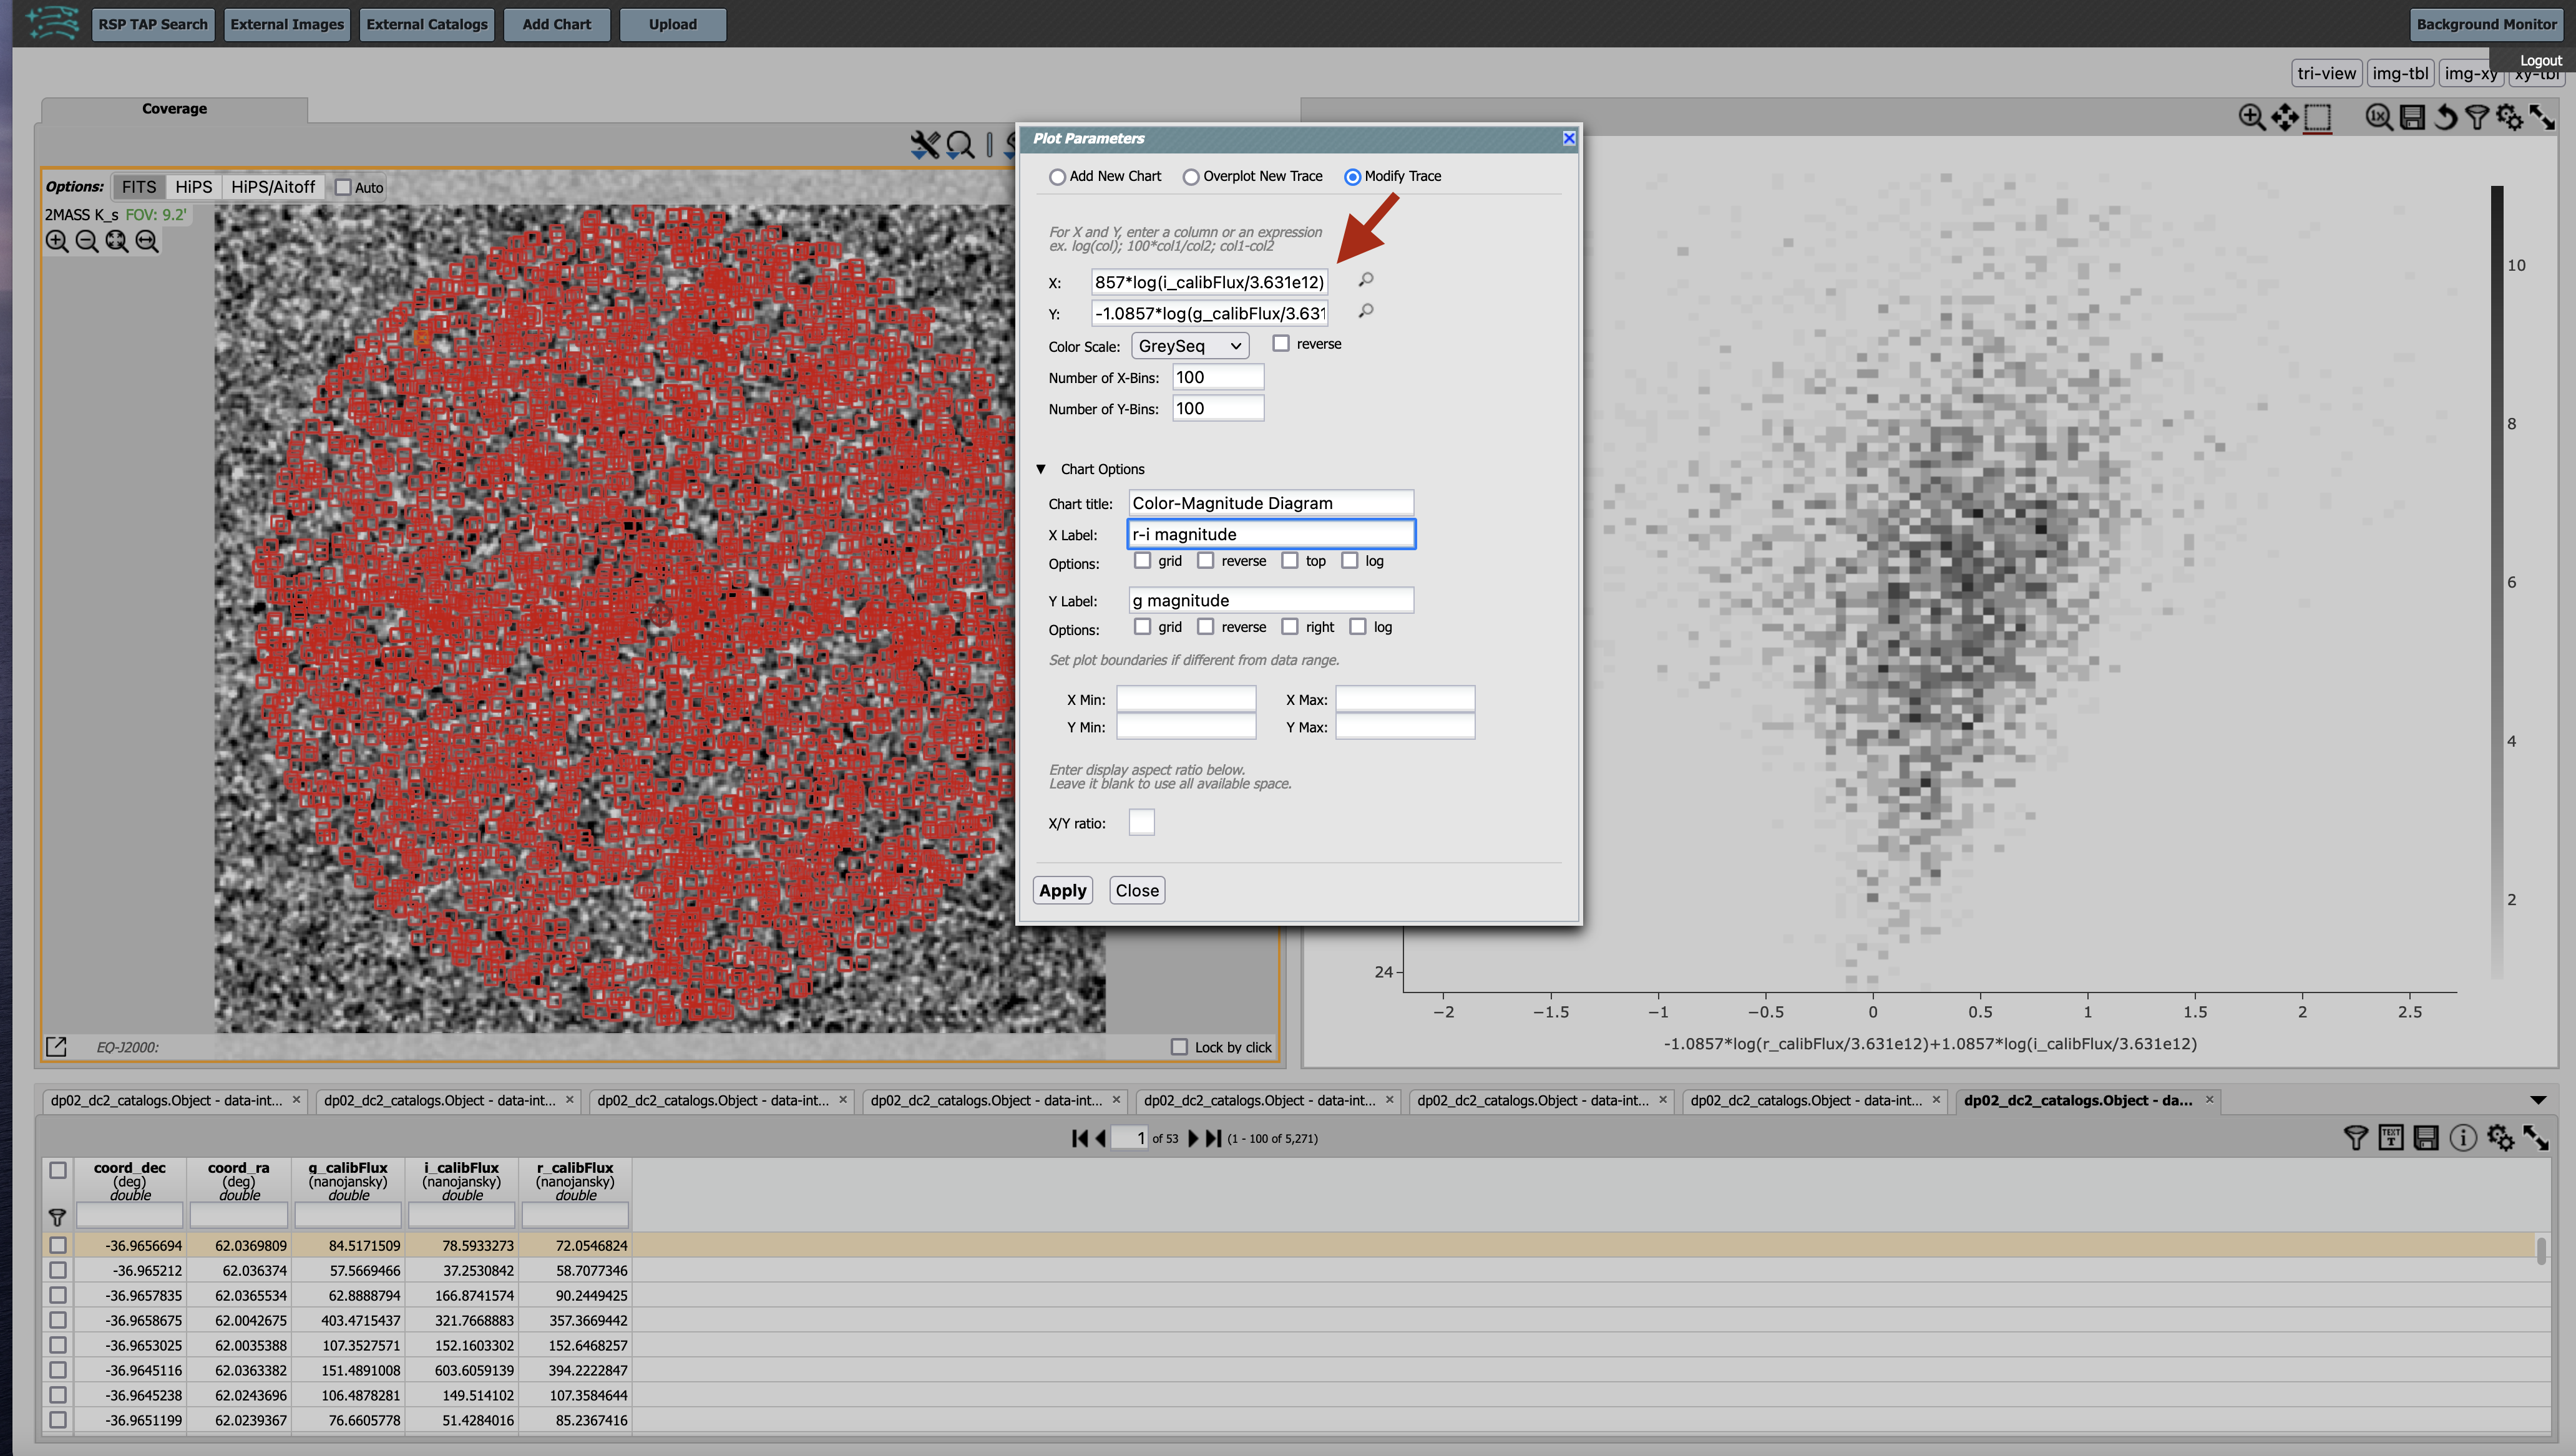 RSP TAP Search External Images External Catalogs Add Chart Upload Background Monitor
Logout
tri-view img-tbl img-xy xy-tbl
Coverage
Options: FITS HiPS HiPS/Aitoff Auto
2MASS K_s FOV: 9.2'
EQ-J2000:
Lock by click
Plot Parameters
Add New Chart Overplot New Trace Modify Trace
For X and Y, enter a column or an expression
ex. log(col); 100*col1/col2; col1-col2
X: 857*log(i_calibFlux/3.631e12)
Y: -1.0857*log(g_calibFlux/3.631
Color Scale: GreySeq reverse
Number of X-Bins: 100
Number of Y-Bins: 100
Chart Options
Chart title: Color-Magnitude Diagram
X Label: r-i magnitude
Options: grid reverse top log
Y Label: g magnitude
Options: grid reverse right log
Set plot boundaries if different from data range.
X Min: X Max:
Y Min: Y Max:
Enter display aspect ratio below.
Leave it blank to use all available space.
X/Y ratio:
Apply Close
1x
10
8
6
4
2
24
−2 −1.5 −1 −0.5 0 0.5 1 1.5 2 2.5
-1.0857*log(r_calibFlux/3.631e12)+1.0857*log(i_calibFlux/3.631e12)
dp02_dc2_catalogs.Object - data-int... dp02_dc2_catalogs.Object - data-int... dp02_dc2_catalogs.Object - data-int... dp02_dc2_catalogs.Object - data-int... dp02_dc2_catalogs.Object - data-int... dp02_dc2_catalogs.Object - data-int... dp02_dc2_catalogs.Object - data-int... dp02_dc2_catalogs.Object - da...
1 of 53 (1 - 100 of 5,271)
TEXT
coord_dec coord_ra g_calibFlux i_calibFlux r_calibFlux
(deg) (deg) (nanojansky) (nanojansky) (nanojansky)
double double double double double
-36.9656694 62.0369809 84.5171509 78.5933273 72.0546824
-36.965212 62.036374 57.5669466 37.2530842 58.7077346
-36.9657835 62.0365534 62.8888794 166.8741574 90.2449425
-36.9658675 62.0042675 403.4715437 321.7668883 357.3669442
-36.9653025 62.0035388 107.3527571 152.1603302 152.6468257
-36.9645116 62.0363382 151.4891008 603.6059139 394.2222847
-36.9645238 62.0243696 106.4878281 149.514102 107.3584644
-36.9651199 62.0239367 76.6605778 51.4284016 85.2367416